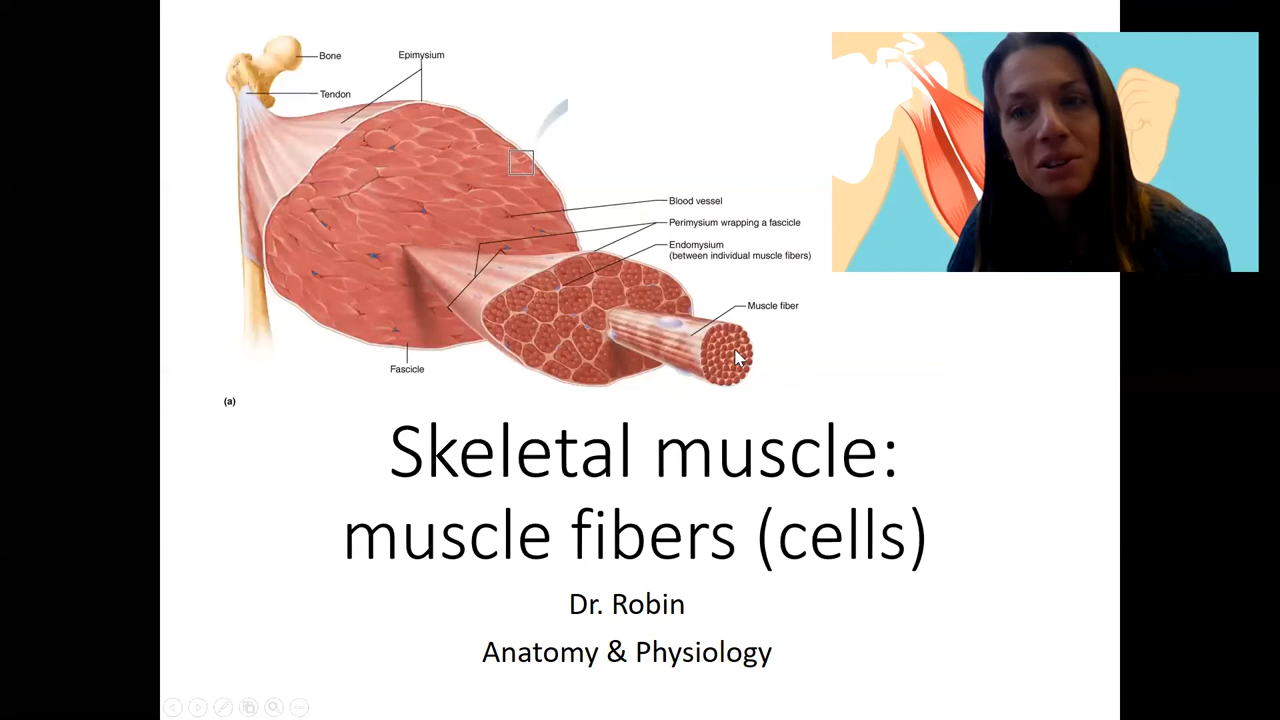 Bone
Epimysium
Tendon
Blood vessel
Perimysium wrapping a fascicle
Endomysium
(between individual muscle fibers)
Muscle fiber
Fascicle
(a)
Skeletal muscle:
muscle fibers (cells)
Dr. Robin
Anatomy & Physiology